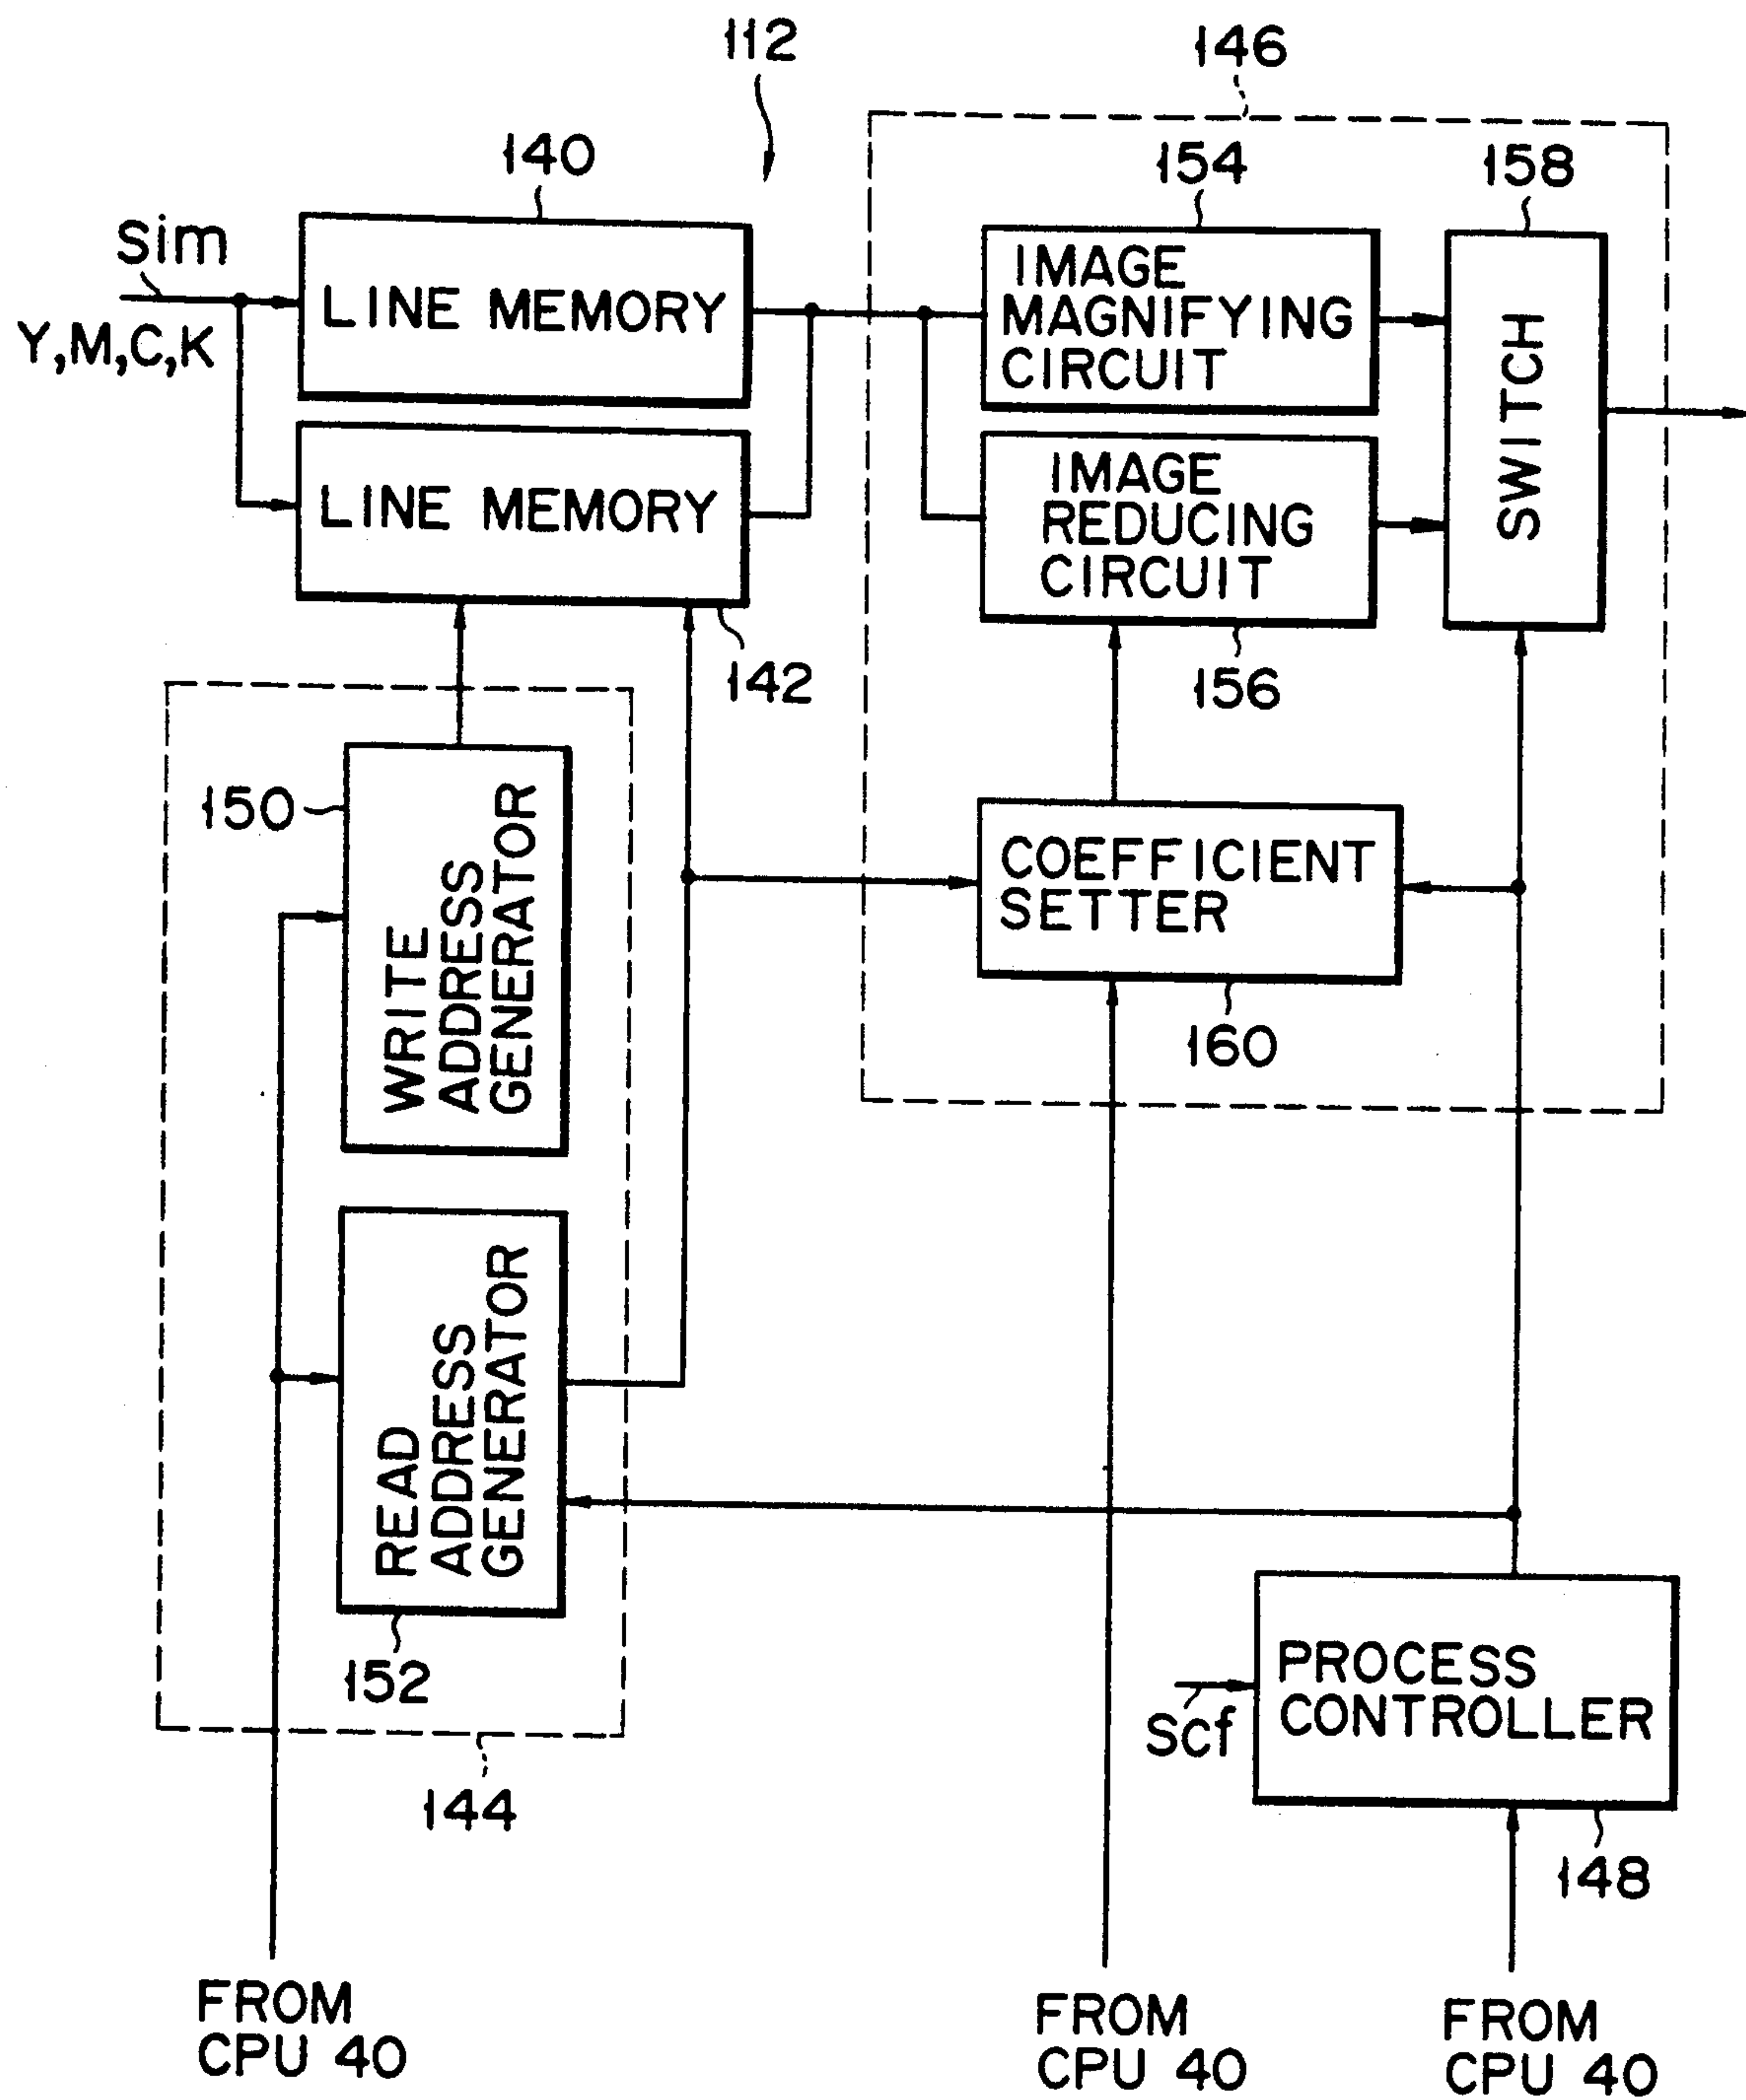 112
146
140
154
158
sim
Y,M,C,K
LINE MEMORY
IMAGE
MAGNIFYING
CIRCUIT
SWITCH
LINE MEMORY
IMAGE
REDUCING
CIRCUIT
142
156
150
WRITE
ADDRESS
GENERATOR
COEFFICIENT
SETTER
160
READ
ADDRESS
GENERATOR
152
144
Scf
PROCESS
CONTROLLER
148
FROM
CPU 40
FROM
CPU 40
FROM
CPU 40